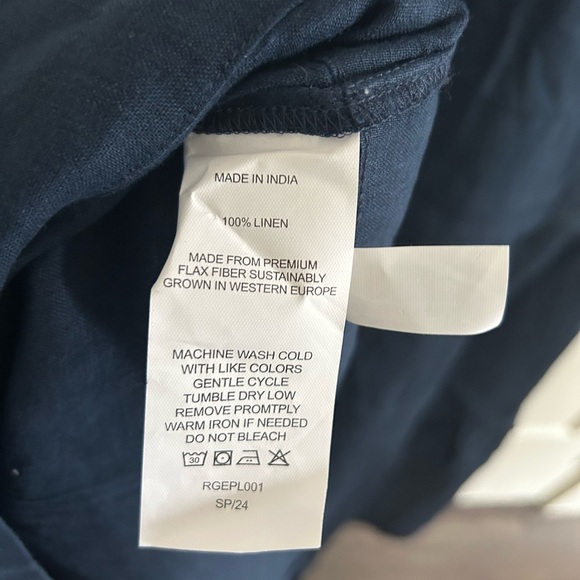 MADE IN INDIA
100% LINEN
MADE FROM PREMIUM
FLAX FIBER SUSTAINABLY
GROWN IN WESTERN EUROPE
MACHINE WASH COLD
WITH LIKE COLORS
GENTLE CYCLE
TUMBLE DRY LOW
REMOVE PROMTPLY
WARM IRON IF NEEDED
DO NOT BLEACH
30
RGEPL001
SP/24